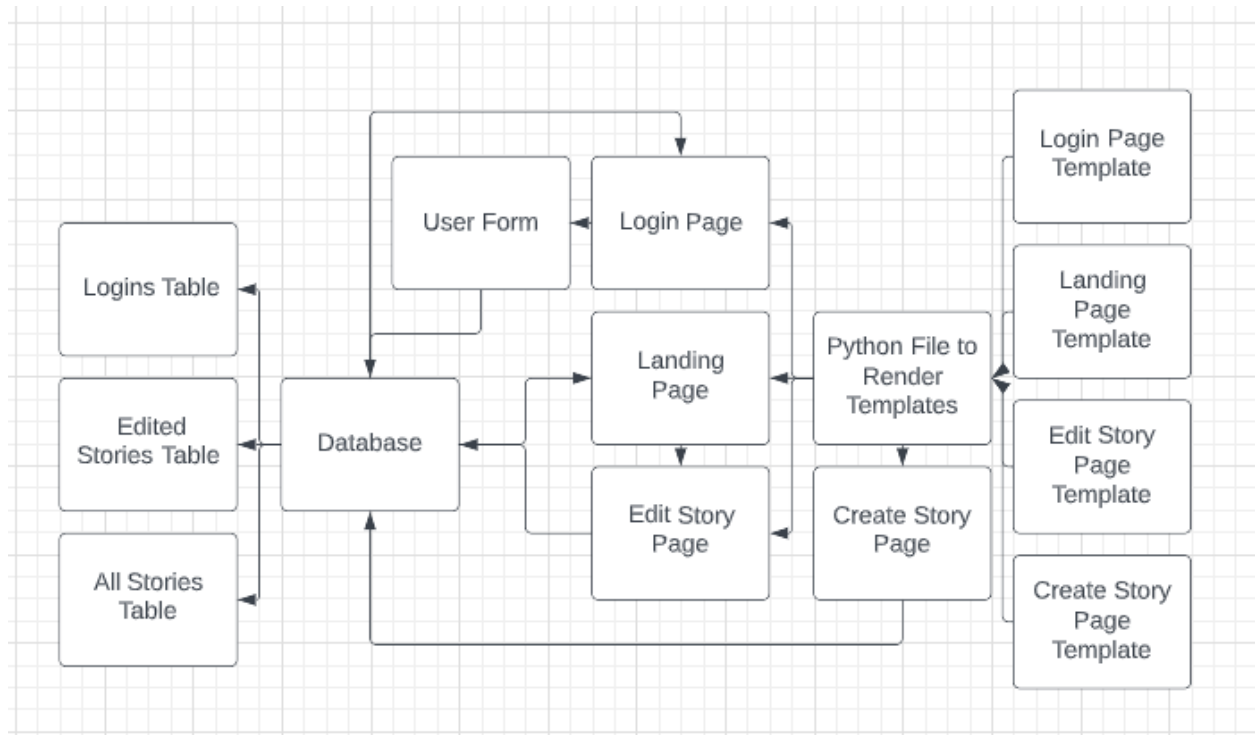 Login Page
Template
User Form
Login Page
Logins Table
Landing
Page
Template
Landing
Page
Python File to
Render
Templates
Edited
Stories Table
Database
Edit Story
Page
Template
Edit Story
Page
Create Story
Page
All Stories
Table
Create Story
Page
Template